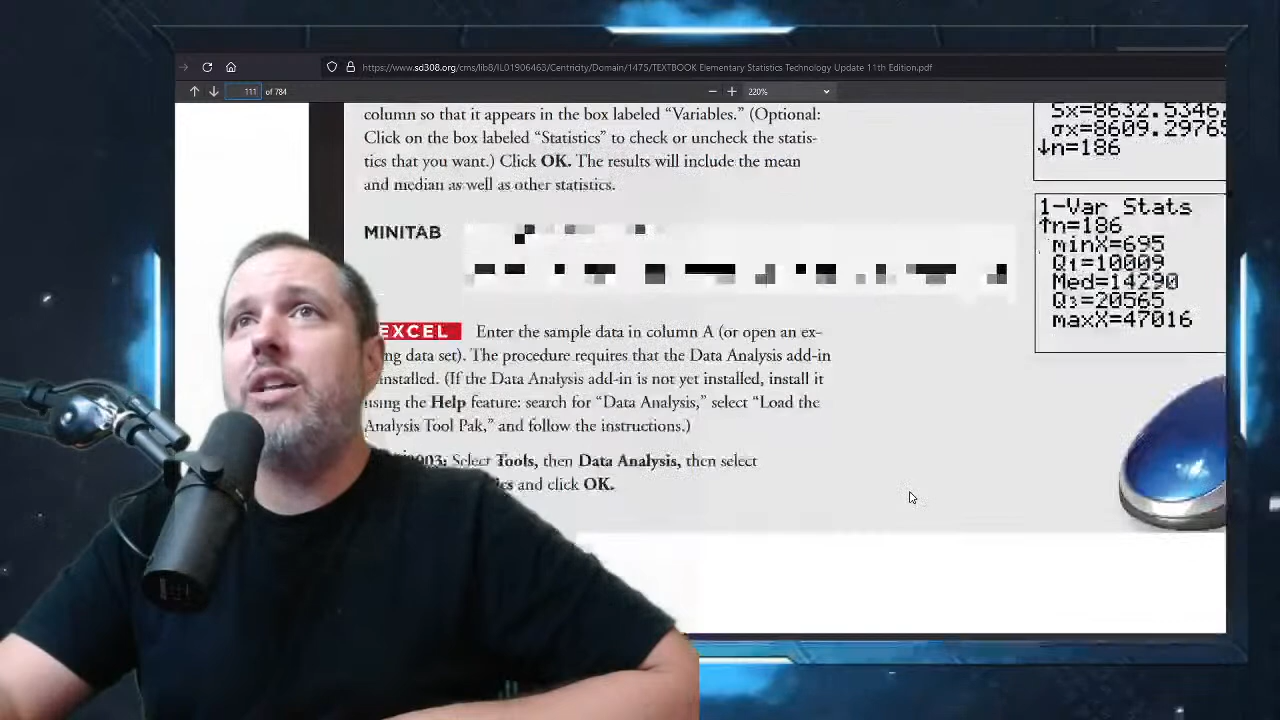 https://www.sd308.org/cms/lib8/IL01906463/Centricity/Domain/1475/TEXTBOOK Elementary Statistics Technology Update 11th Edition.pdf
111 of 784
220%
column so that it appears in the box labeled “Variables.” (Optional:
Click on the box labeled “Statistics” to check or uncheck the statis-
tics that you want.) Click OK. The results will include the mean
and median as well as other statistics.
MINITAB
EXCEL Enter the sample data in column A (or open an ex-
ng data set). The procedure requires that the Data Analysis add-in
installed. (If the Data Analysis add-in is not yet installed, install it
using the Help feature: search for “Data Analysis,” select “Load the
Analysis Tool Pak,” and follow the instructions.)
003: Select Tools, then Data Analysis, then select
cs and click OK.
Sx=8632.5346
σx=8609.29765
↓n=186
1-Var Stats
↑n=186
minX=695
Q₁=10009
Med=14290
Q₃=20565
maxX=47016